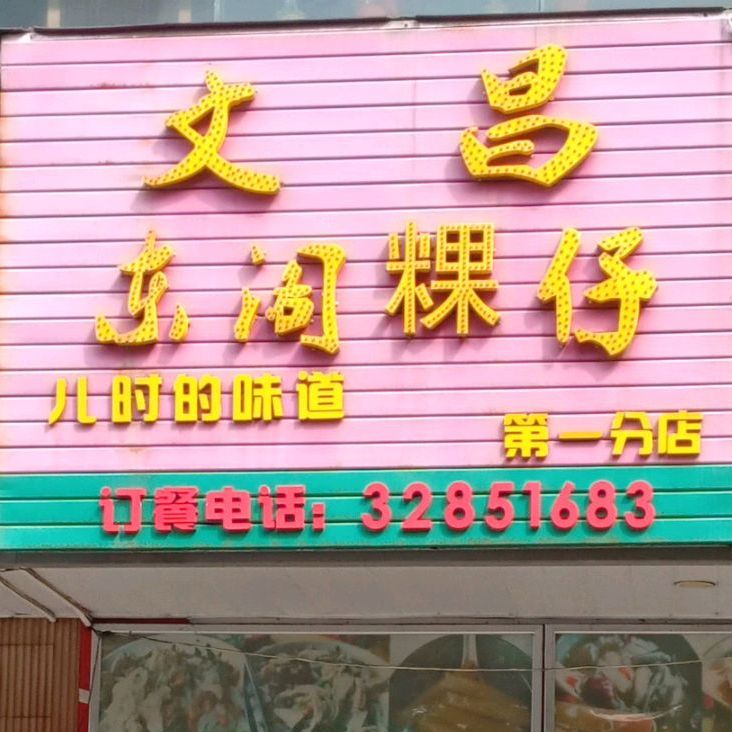 文昌
东阁粿仔
儿时的味道
第一分店
订餐电话：32851683